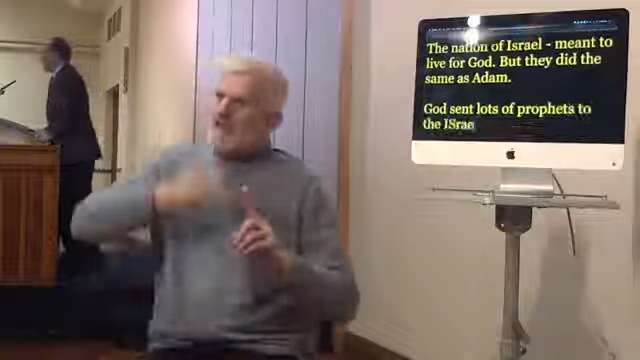 The nation of Israel - meant to
live for God. But they did the
same as Adam.
God sent lots of prophets to
the ISrae